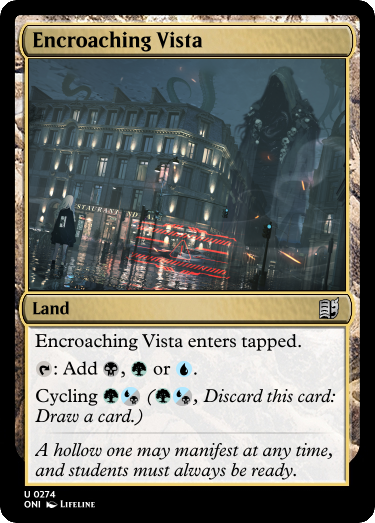 Encroaching Vista
RESTAURANT
Land
Encroaching Vista enters tapped.
: Add , or .
Cycling ( , Discard this card:
Draw a card.)
A hollow one may manifest at any time,
and students must always be ready.
U 0274
ONI Lifeline